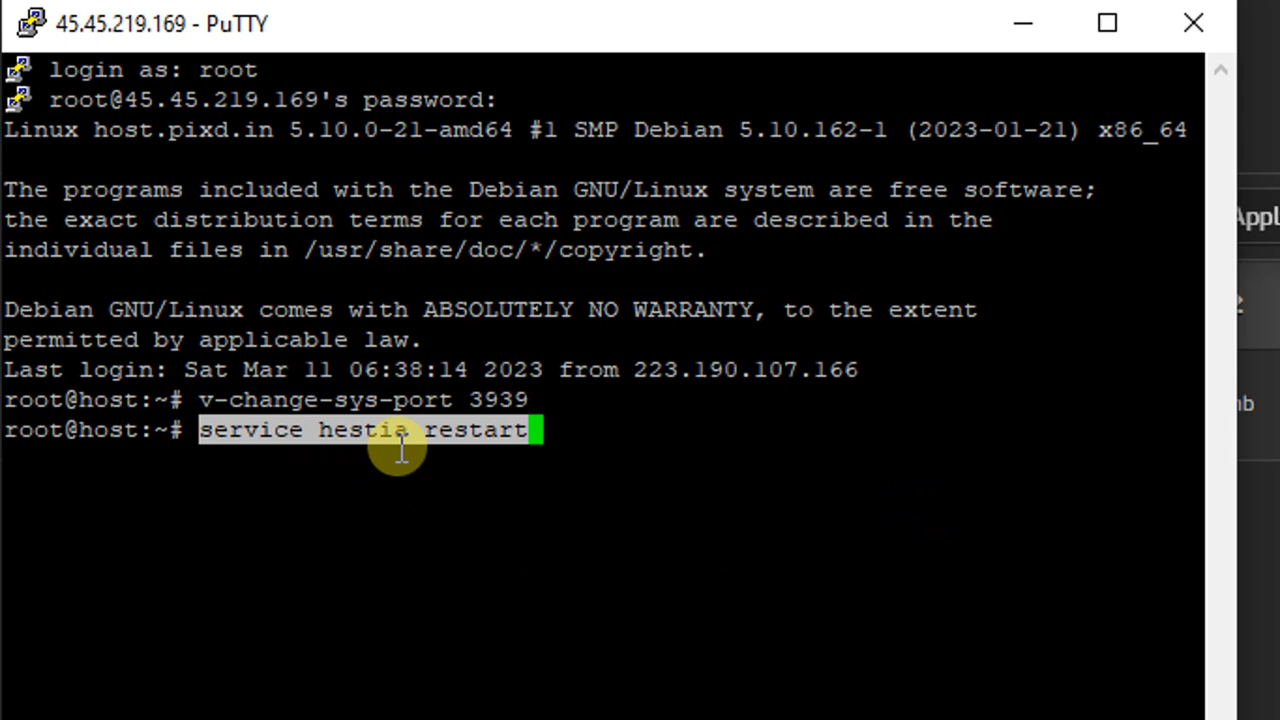 45.45.219.169 - PuTTY
login as: root
root@45.45.219.169's password:
Linux host.pixd.in 5.10.0-21-amd64 #1 SMP Debian 5.10.162-1 (2023-01-21) x86_64
The programs included with the Debian GNU/Linux system are free software;
the exact distribution terms for each program are described in the
individual files in /usr/share/doc/*/copyright.
Debian GNU/Linux comes with ABSOLUTELY NO WARRANTY, to the extent
permitted by applicable law.
Last login: Sat Mar 11 06:38:14 2023 from 223.190.107.166
root@host:~# v-change-sys-port 3939
root@host:~# service hestia restart
Appl
nb